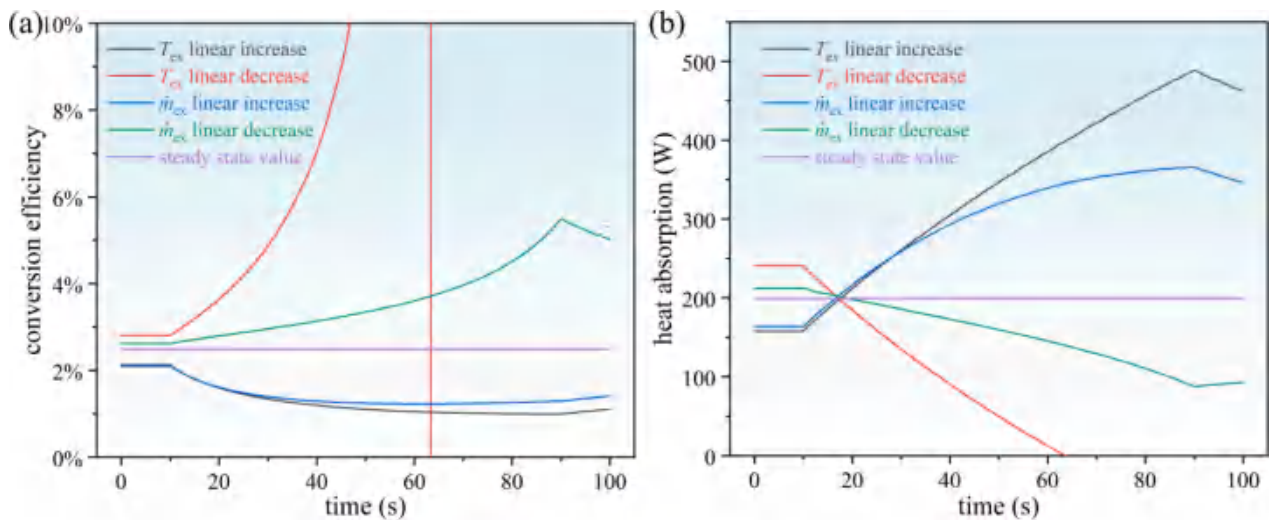 (a)
10%
8%
6%
4%
2%
0%
conversion efficiency
T_ex linear increase
T_ex linear decrease
ṁ_ex linear increase
ṁ_ex linear decrease
steady state value
0 20 40 60 80 100
time (s)
(b)
500
400
300
200
100
0
heat absorption (W)
T_ex linear increase
T_ex linear decrease
ṁ_ex linear increase
ṁ_ex linear decrease
steady state value
0 20 40 60 80 100
time (s)